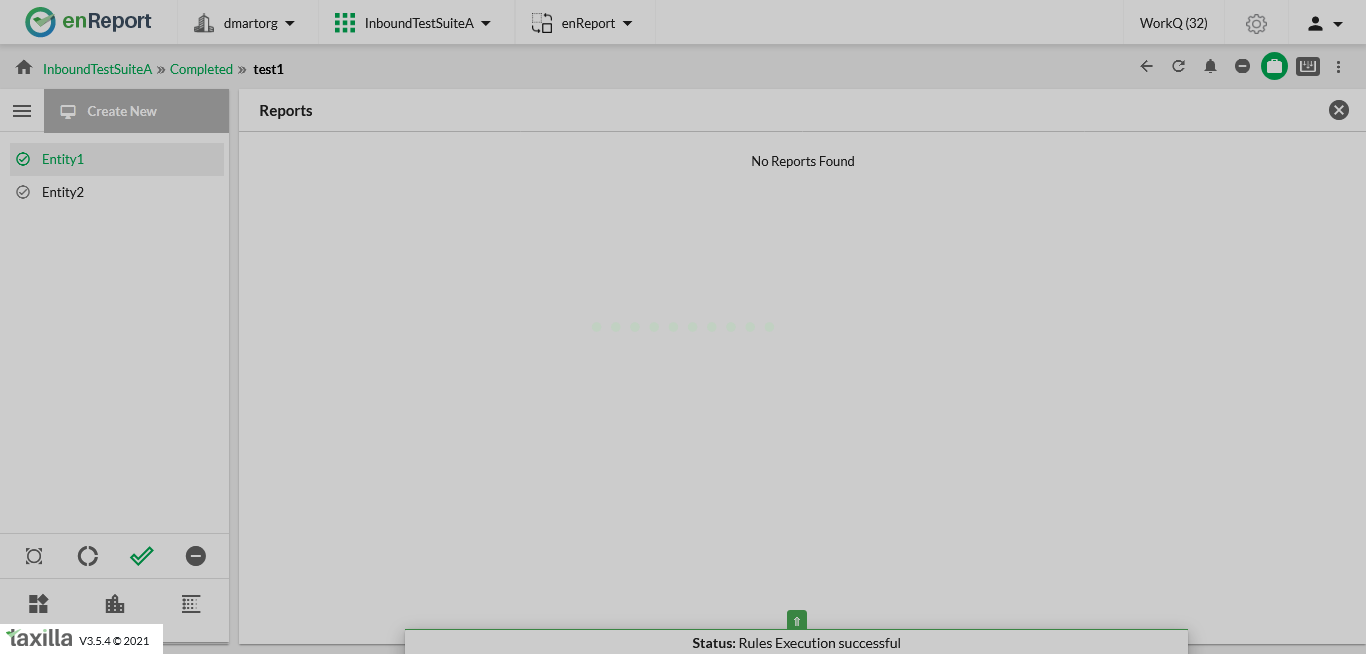 enReport dmartorg InboundTestSuiteA enReport WorkQ (32)
InboundTestSuiteA » Completed » test1
Create New
Reports
Entity1
Entity2
No Reports Found
Status: Rules Execution successful
taxilla V3.5.4 © 2021